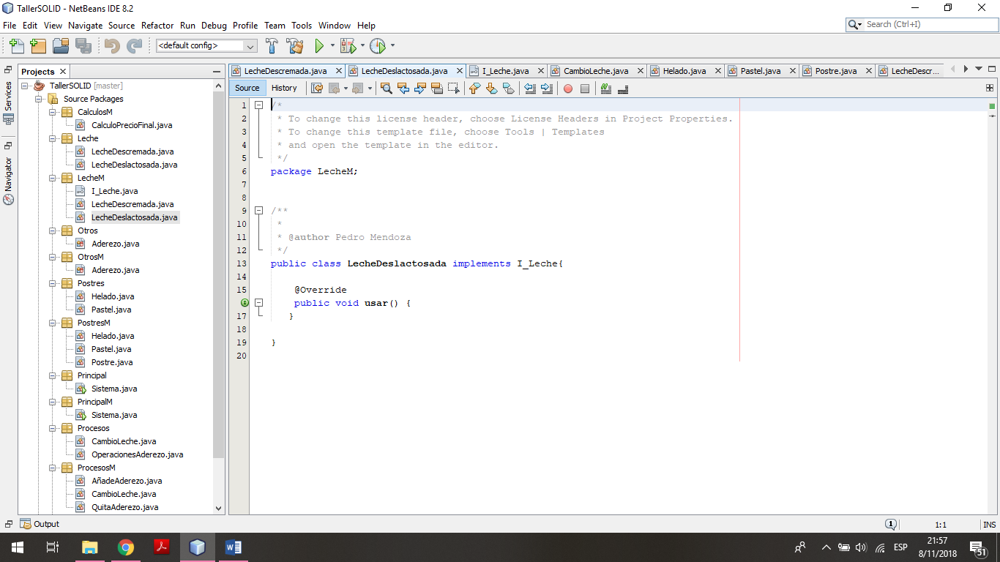 TallerSOLID - NetBeans IDE 8.2
File Edit View Navigate Source Refactor Run Debug Profile Team Tools Window Help
Search (Ctrl+I)
<default config>
Services
Navigator
Projects
TallerSOLID [master]
Source Packages
CalculosM
CalculoPrecioFinal.java
Leche
LecheDescremada.java
LecheDeslactosada.java
LecheM
I_Leche.java
LecheDescremada.java
LecheDeslactosada.java
Otros
Aderezo.java
OtrosM
Aderezo.java
Postres
Helado.java
Pastel.java
PostresM
Helado.java
Pastel.java
Postre.java
Principal
Sistema.java
PrincipalM
Sistema.java
Procesos
CambioLeche.java
OperacionesAderezo.java
ProcesosM
AñadeAderezo.java
CambioLeche.java
QuitaAderezo.java
LecheDescremada.java LecheDeslactosada.java I_Leche.java CambioLeche.java Helado.java Pastel.java Postre.java LecheDescr...
Source History
1 /*
2 * To change this license header, choose License Headers in Project Properties.
3 * To change this template file, choose Tools | Templates
4 * and open the template in the editor.
5 */
6 package LecheM;
7
8
9 /**
10 *
11 * @author Pedro Mendoza
12 */
13 public class LecheDeslactosada implements I_Leche{
14
15 @Override
public void usar() {
17 }
18
19 }
20
Output
1
1:1
INS
ESP
21:57
8/11/2018
51